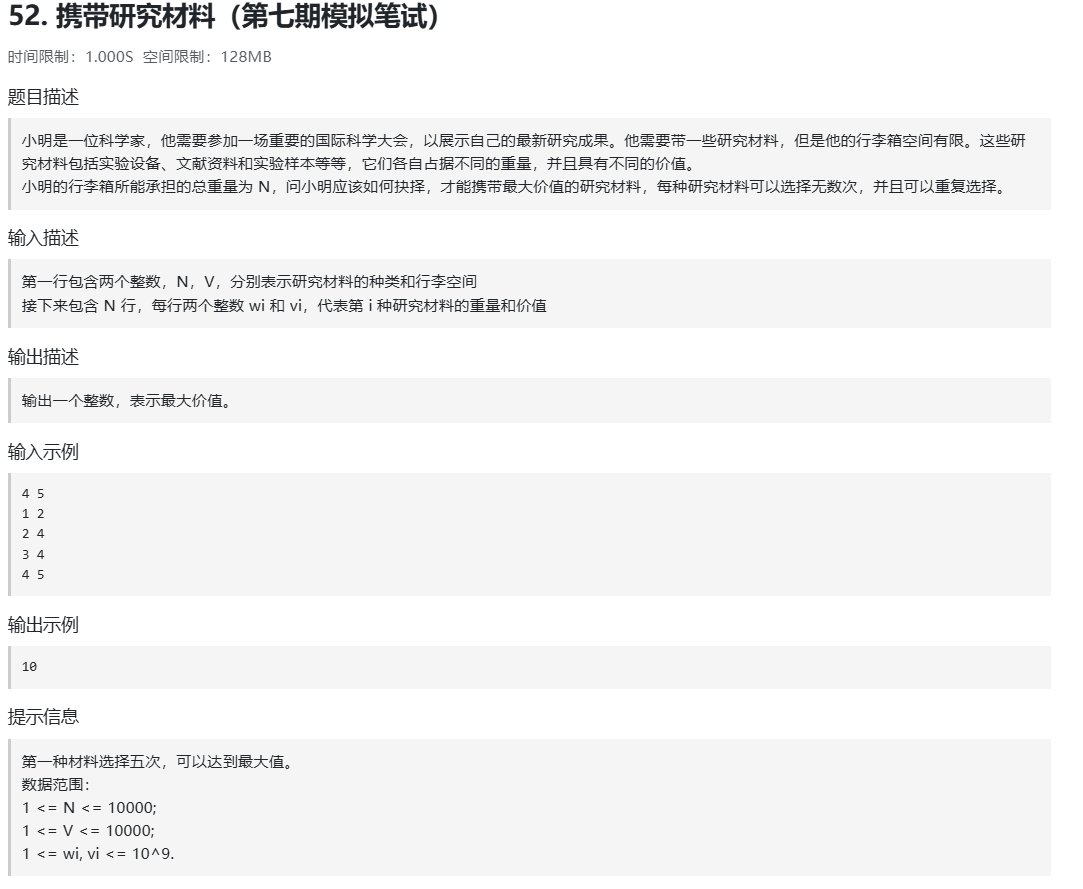 52. 携带研究材料（第七期模拟笔试）
时间限制：1.000S 空间限制：128MB
题目描述
小明是一位科学家，他需要参加一场重要的国际科学大会，以展示自己的最新研究成果。他需要带一些研究材料，但是他的行李箱空间有限。这些研
究材料包括实验设备、文献资料和实验样本等等，它们各自占据不同的重量，并且具有不同的价值。
小明的行李箱所能承担的总重量为 N，问小明应该如何抉择，才能携带最大价值的研究材料，每种研究材料可以选择无数次，并且可以重复选择。
输入描述
第一行包含两个整数，N，V，分别表示研究材料的种类和行李空间
接下来包含 N 行，每行两个整数 wi 和 vi，代表第 i 种研究材料的重量和价值
输出描述
输出一个整数，表示最大价值。
输入示例
4 5
1 2
2 4
3 4
4 5
输出示例
10
提示信息
第一种材料选择五次，可以达到最大值。
数据范围：
1 <= N <= 10000;
1 <= V <= 10000;
1 <= wi, vi <= 10^9.